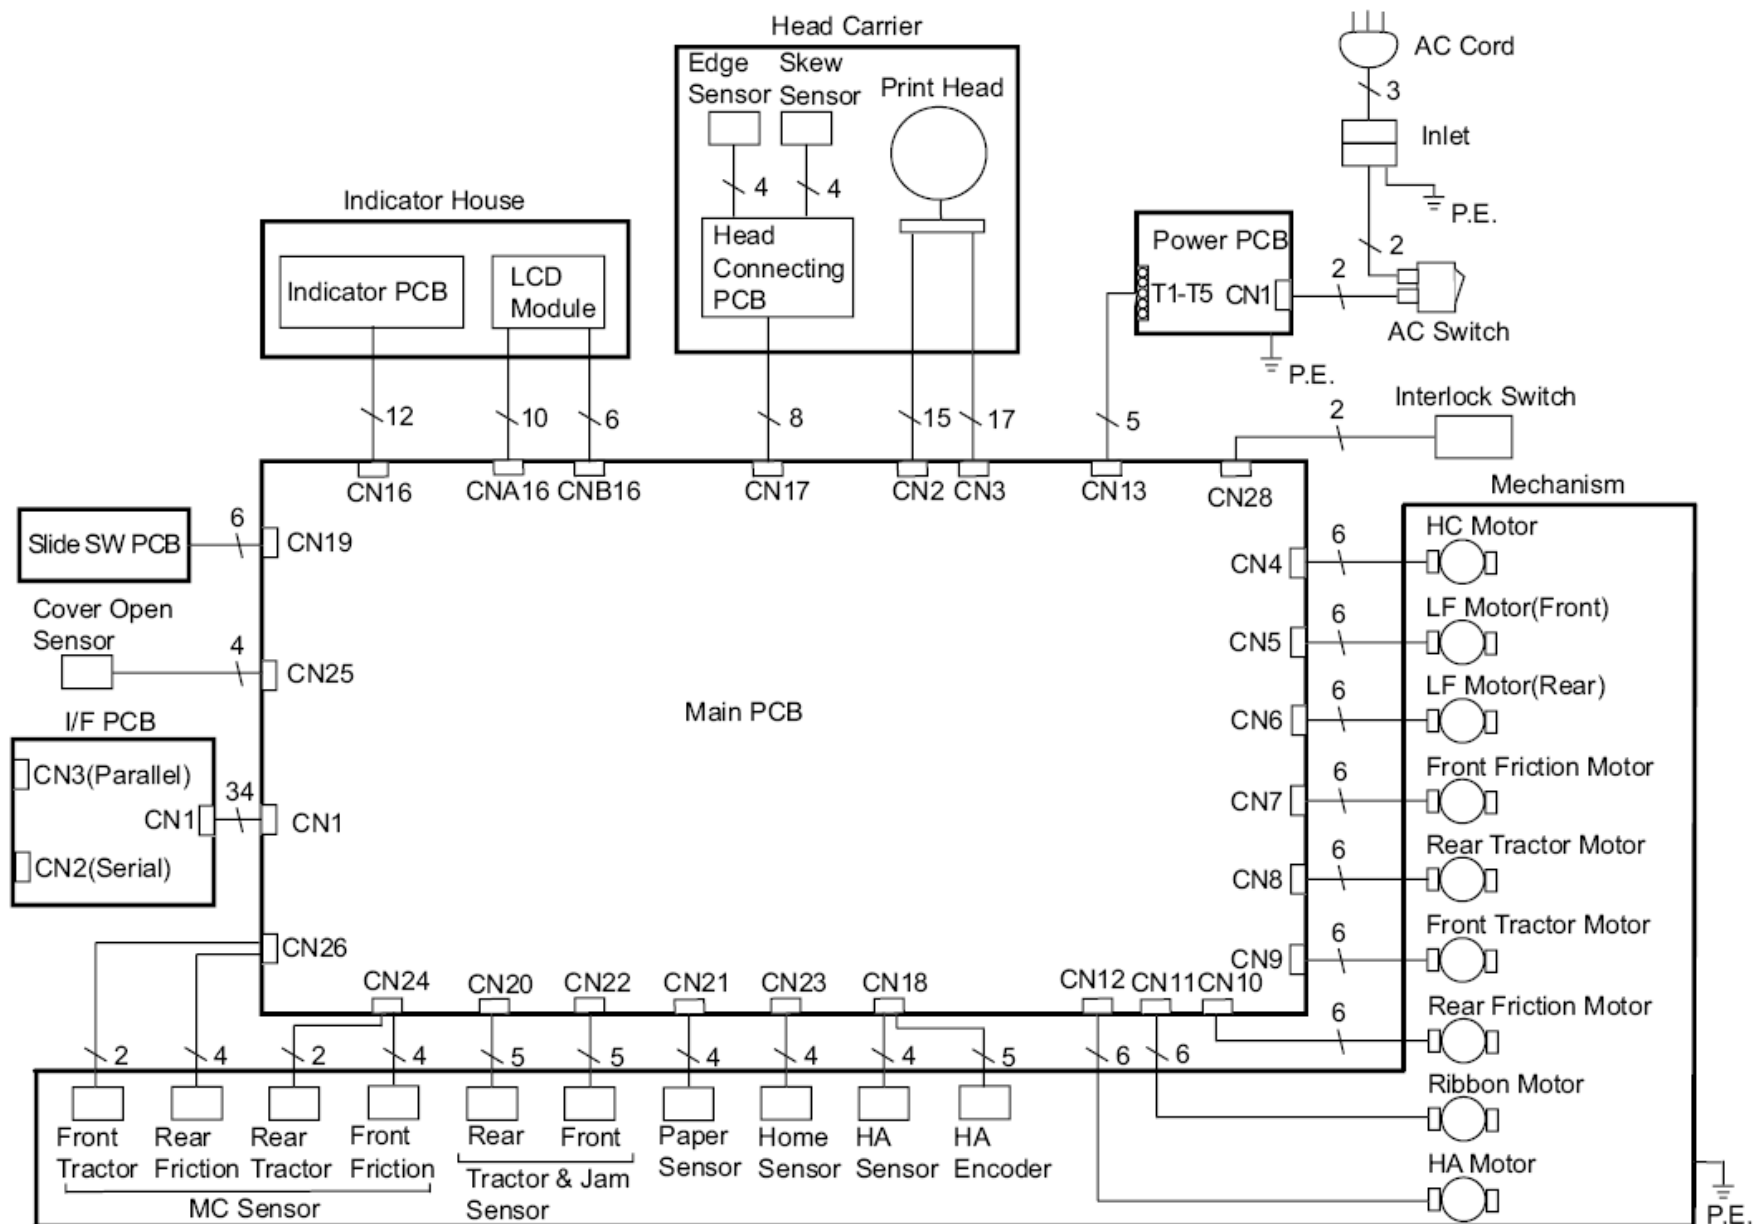 Head Carrier
Edge
Sensor
Skew
Sensor
Print Head
4
4
Head
Connecting
PCB
AC Cord
3
Inlet
P.E.
2
Power PCB
T1-T5
CN1
2
AC Switch
P.E.
Indicator House
Indicator PCB
LCD
Module
12
10
6
8
15
17
5
Interlock Switch
2
CN16
CNA16
CNB16
CN17
CN2
CN3
CN13
CN28
Slide SW PCB
6
CN19
Cover Open
Sensor
4
CN25
I/F PCB
CN3(Parallel)
CN1
34
CN1
CN2(Serial)
CN26
Main PCB
Mechanism
CN4
6
HC Motor
CN5
6
LF Motor(Front)
CN6
6
LF Motor(Rear)
CN7
6
Front Friction Motor
CN8
6
Rear Tractor Motor
CN9
6
Front Tractor Motor
6
Rear Friction Motor
Ribbon Motor
HA Motor
P.E.
CN24
CN20
CN22
CN21
CN23
CN18
CN12
CN11
CN10
2
4
2
4
5
5
4
4
4
5
6
6
Front
Tractor
Rear
Friction
Rear
Tractor
Front
Friction
MC Sensor
Rear
Front
Tractor & Jam
Sensor
Paper
Sensor
Home
Sensor
HA
Sensor
HA
Encoder